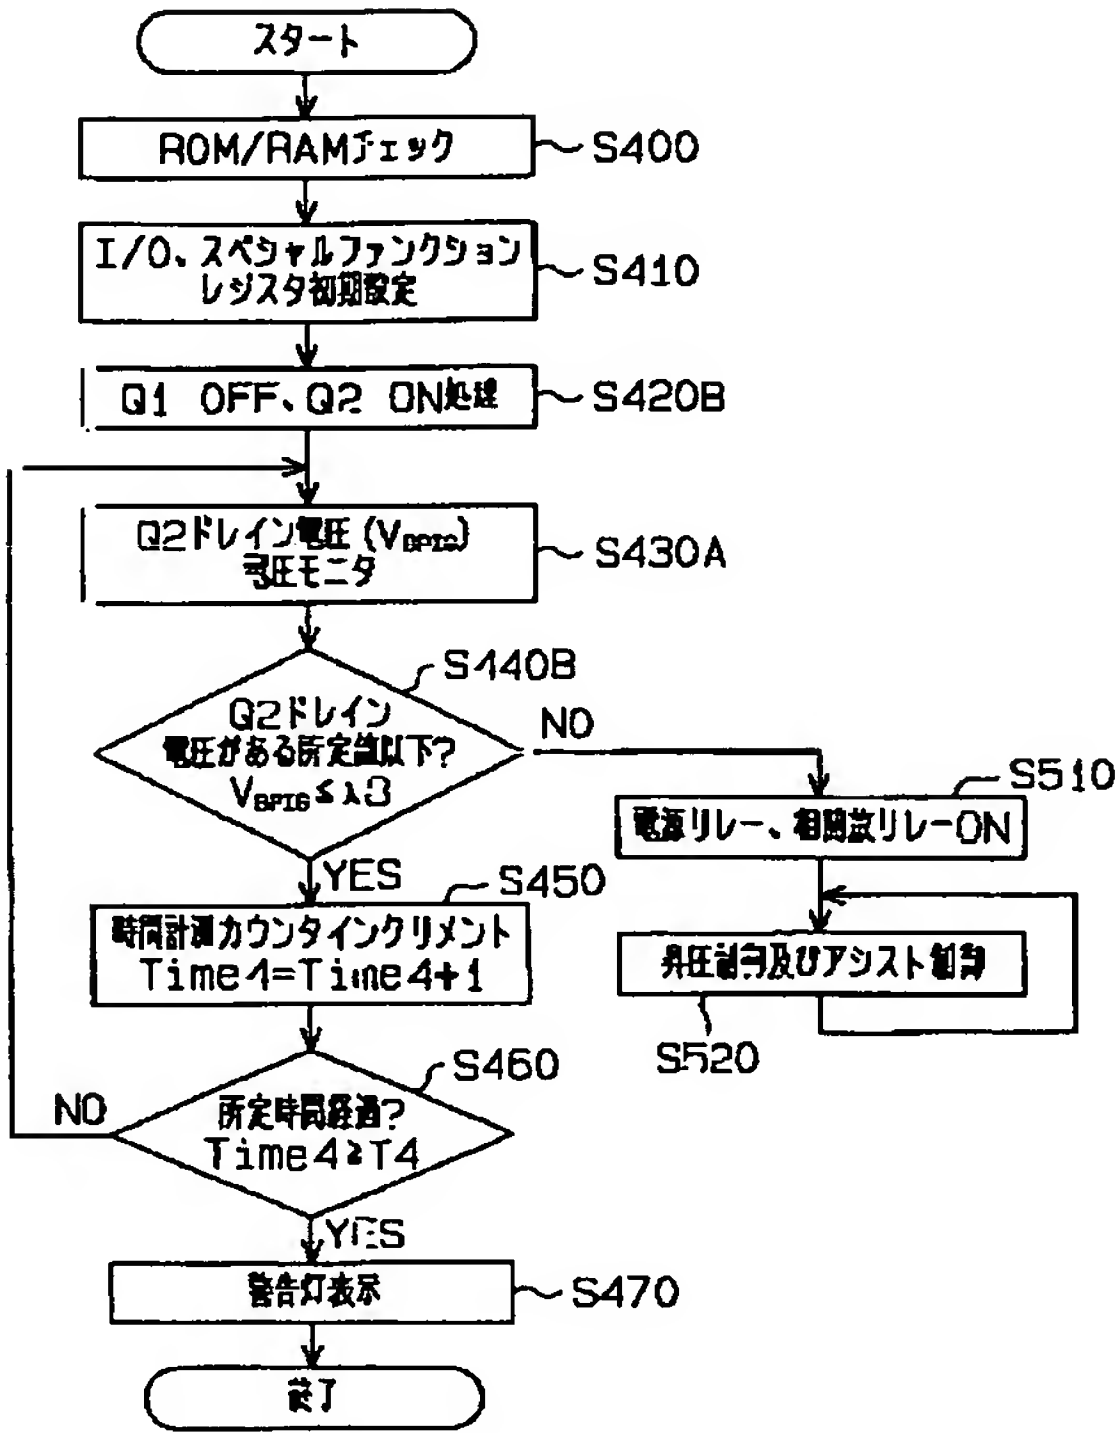 スタート
ROM/RAMチェック
S400
I/O、スペシャルファンクション
レジスタ初期設定
S410
Q1 OFF、Q2 ON処理
S420B
Q2ドレイン電圧(VBPIG)
電圧モニタ
S430A
S440B
Q2ドレイン
電圧がある所定値以下?
VBPIG≦λ3
NO
S510
電源リレー、相開放リレーON
YES
S450
時間計測カウンタインクリメント
Time4=Time4+1
昇圧制御及びアシスト制御
S520
S460
所定時間経過?
Time4≧T4
NO
YES
警告灯表示
S470
終了